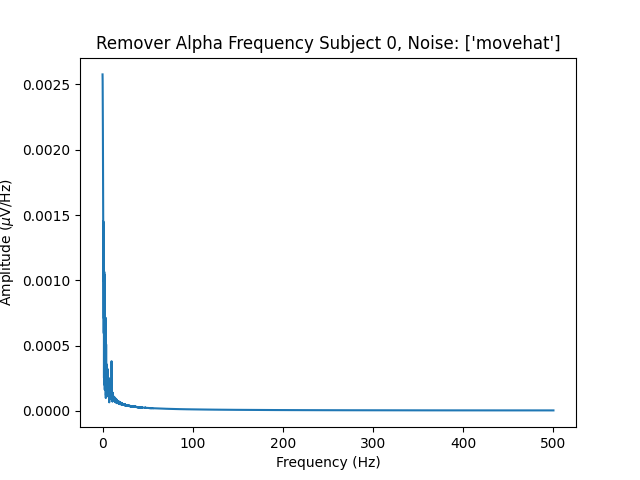 Remover Alpha Frequency Subject 0, Noise: ['movehat']
Amplitude (μV/Hz)
0.0025
0.0020
0.0015
0.0010
0.0005
0.0000
0 100 200 300 400 500
Frequency (Hz)